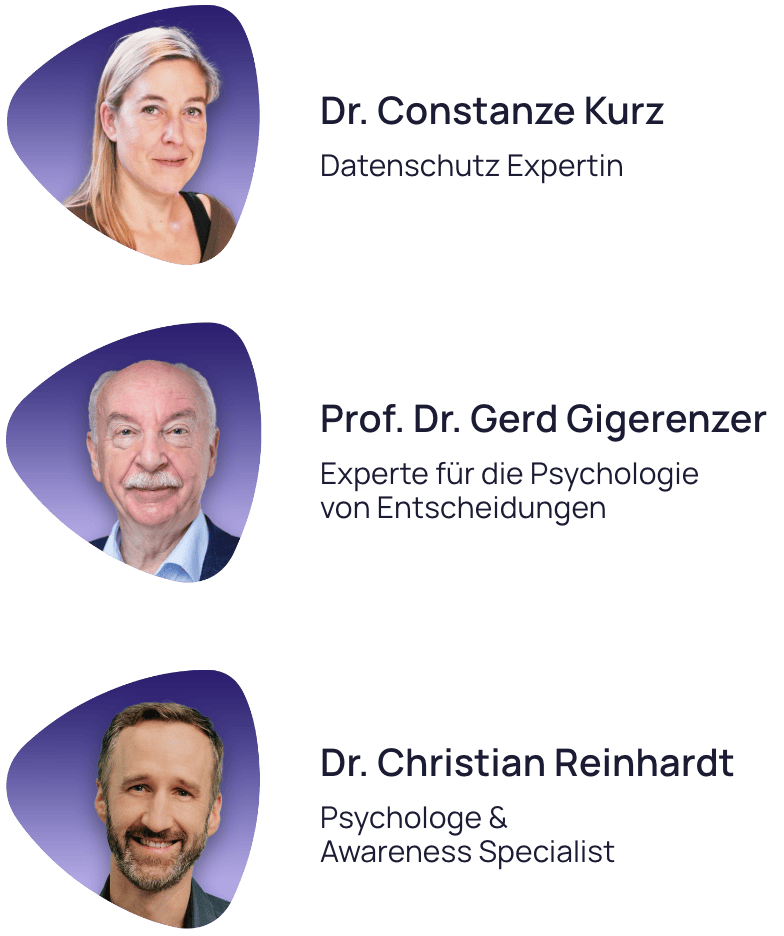 Dr. Constanze Kurz
Datenschutz Expertin
Prof. Dr. Gerd Gigerenzer
Experte für die Psychologie
von Entscheidungen
Dr. Christian Reinhardt
Psychologe &
Awareness Specialist